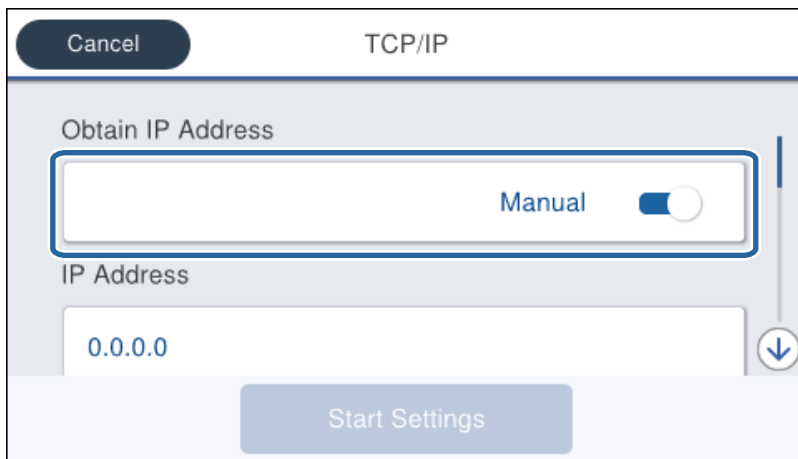 Cancel TCP/IP
Obtain IP Address
Manual
IP Address
0.0.0.0
Start Settings